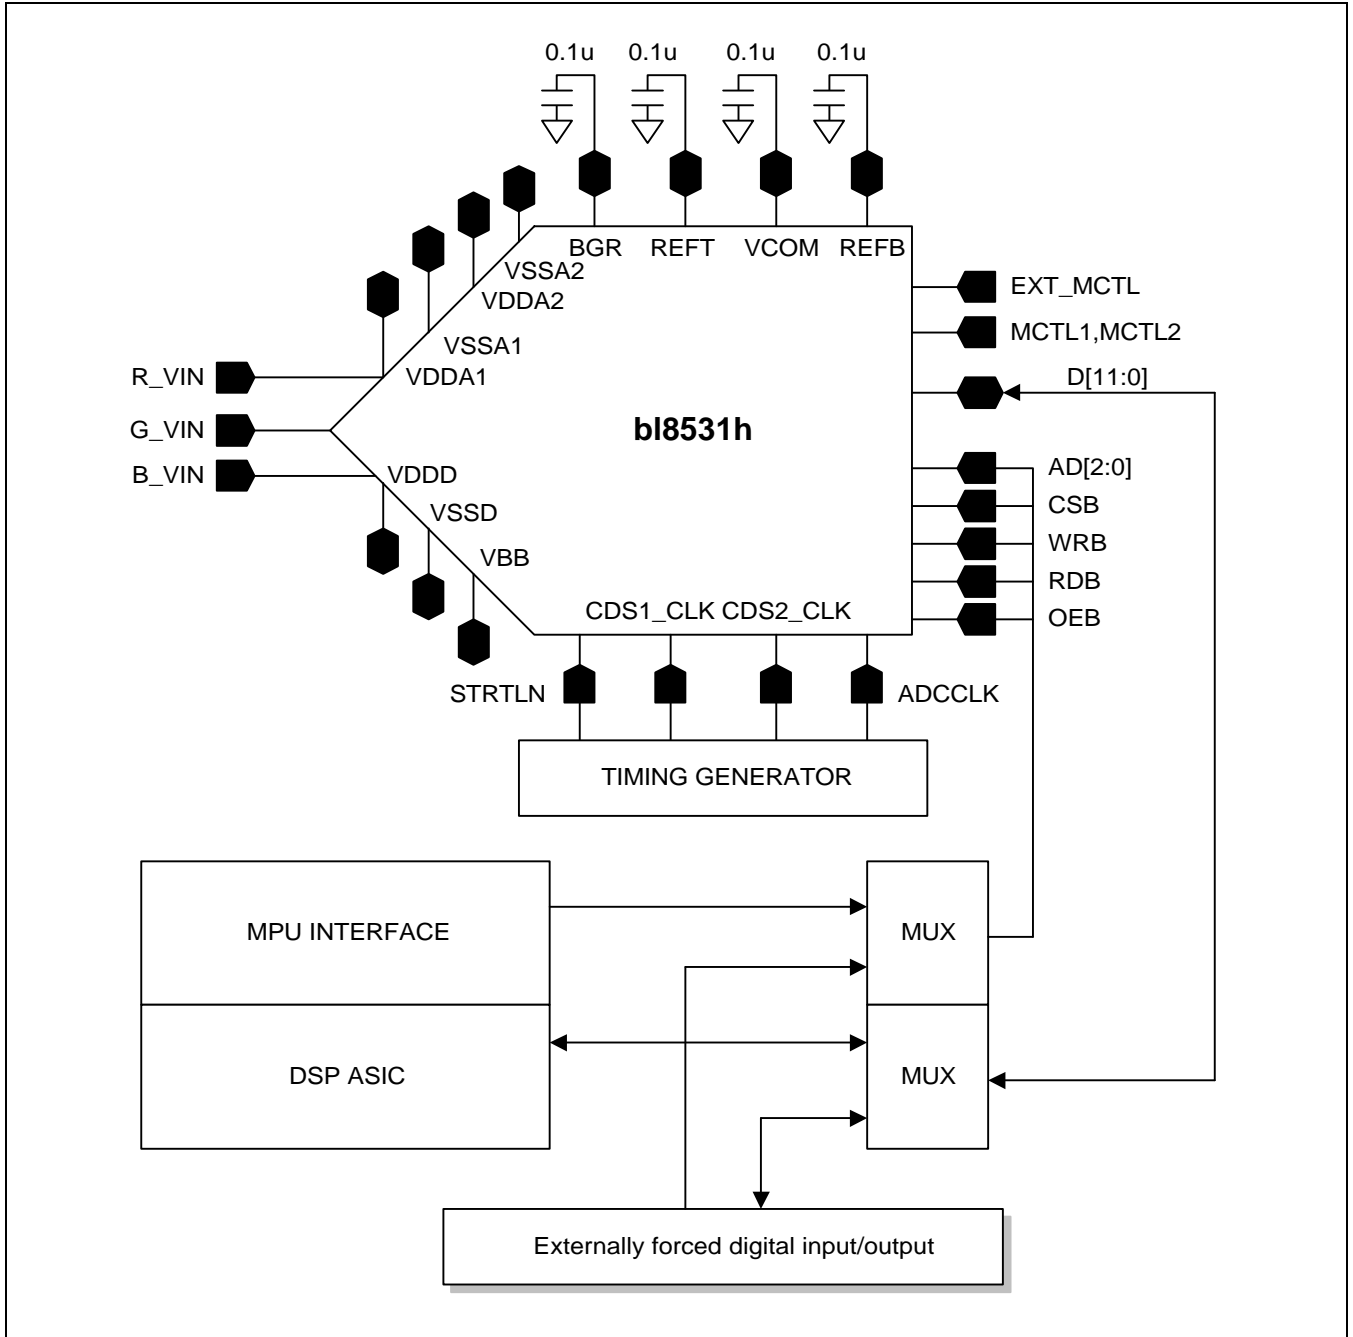 0.1u 0.1u 0.1u 0.1u
BGR REFT VCOM REFB
VSSA2
VDDA2
VSSA1
VDDA1
EXT_MCTL
MCTL1,MCTL2
D[11:0]
R_VIN
G_VIN
B_VIN
bl8531h
VDDD
VSSD
VBB
AD[2:0]
CSB
WRB
RDB
OEB
CDS1_CLK CDS2_CLK
STRTLN
ADCCLK
TIMING GENERATOR
MPU INTERFACE
MUX
DSP ASIC
MUX
Externally forced digital input/output